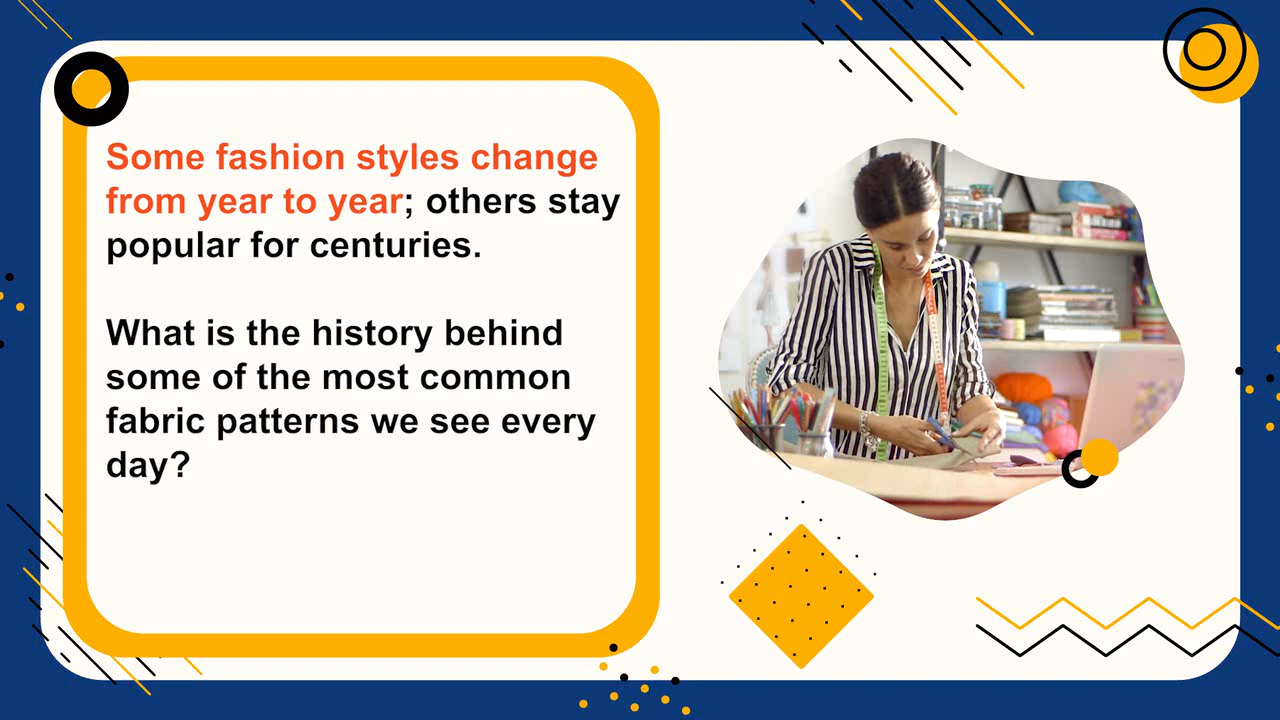 Some fashion styles change
from year to year; others stay
popular for centuries.
What is the history behind
some of the most common
fabric patterns we see every
day?